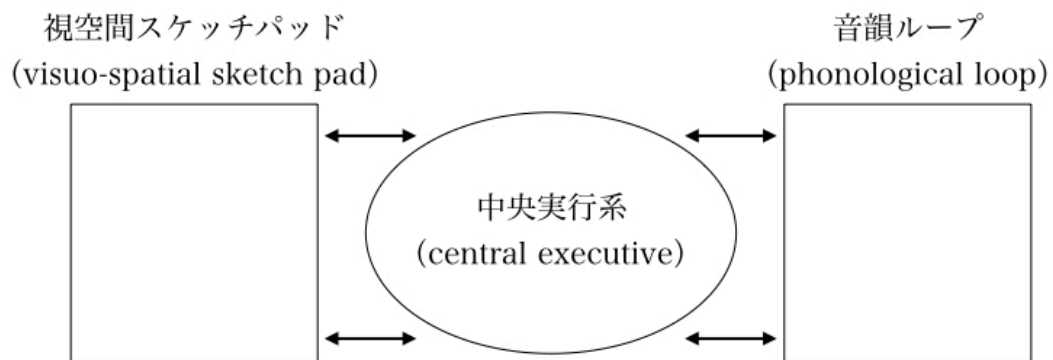 視空間スケッチパッド
(visuo-spatial sketch pad)
音韻ループ
(phonological loop)
中央実行系
(central executive)